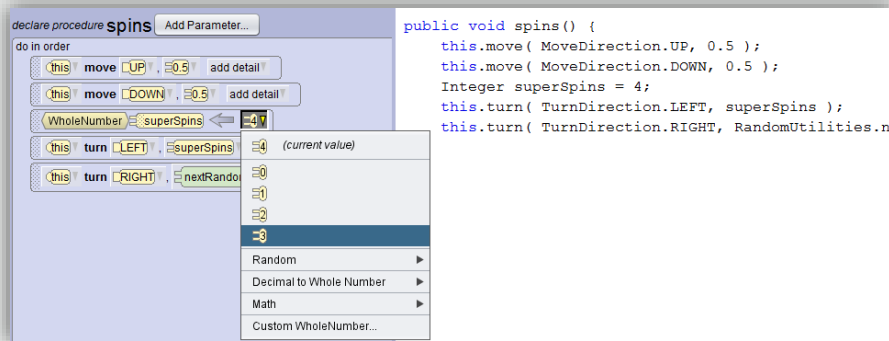 declare procedure spins Add Parameter...
do in order
this move UP , 0.5 add detail
this move DOWN , 0.5 add detail
WholeNumber superSpins 4
this turn LEFT , superSpins
this turn RIGHT , nextRando
4 (current value)
0
1
2
3
Random
Decimal to Whole Number
Math
Custom WholeNumber...
public void spins() {
this.move( MoveDirection.UP, 0.5 );
this.move( MoveDirection.DOWN, 0.5 );
Integer superSpins = 4;
this.turn( TurnDirection.LEFT, superSpins );
this.turn( TurnDirection.RIGHT, RandomUtilities.n